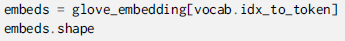 embeds = glove_embedding[vocab.idx_to_token]
embeds.shape